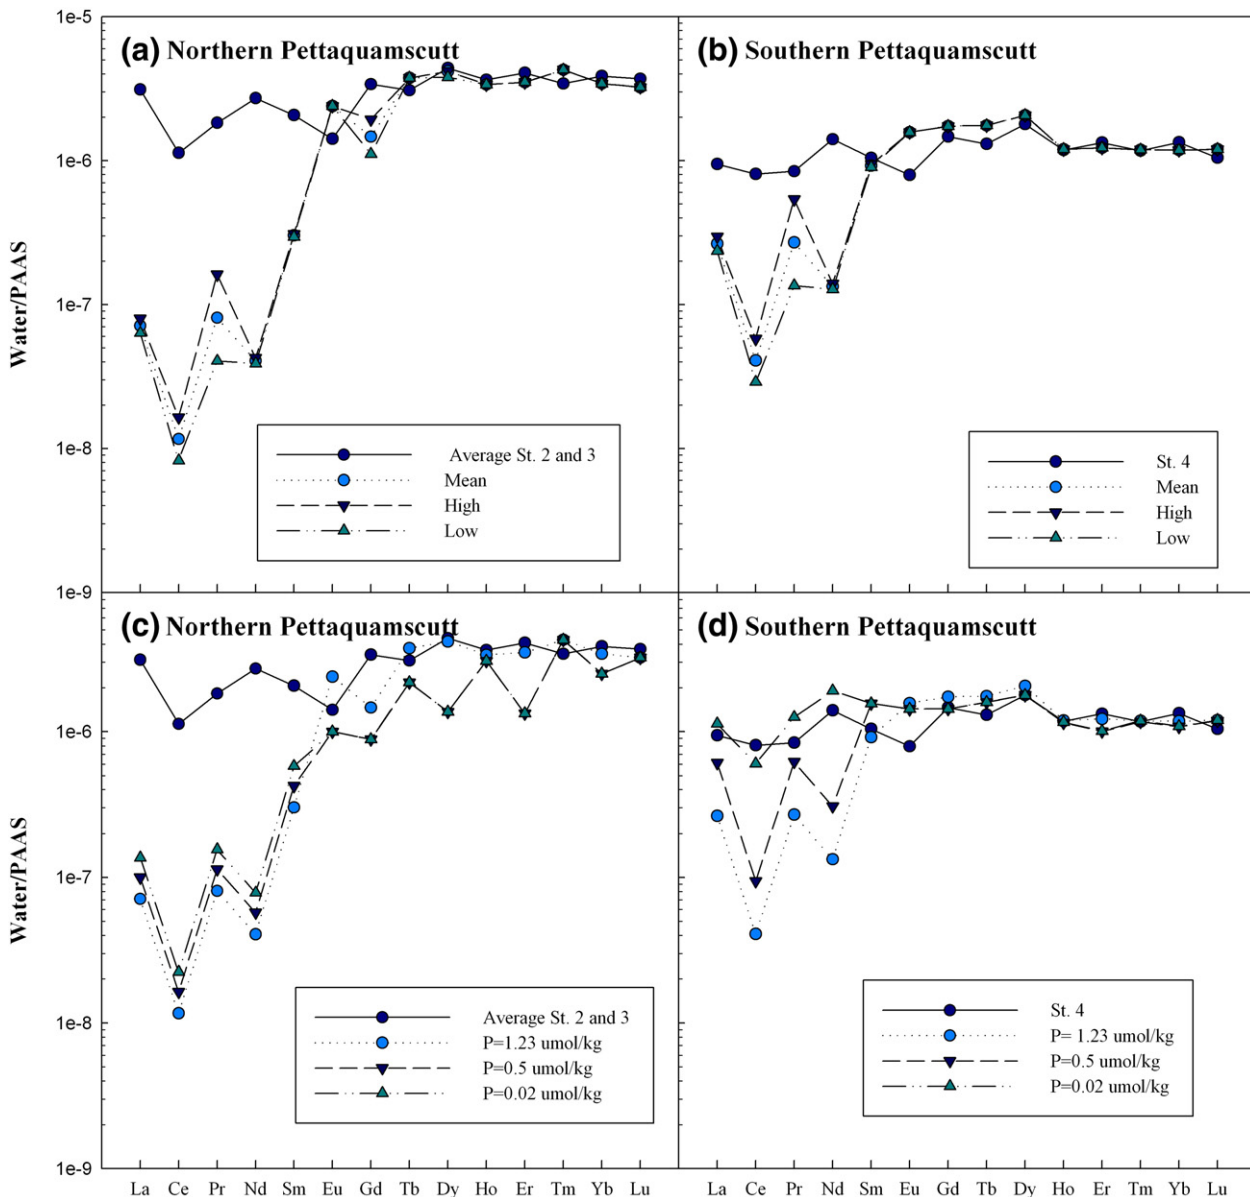 (a) Northern Pettaquamscutt
(b) Southern Pettaquamscutt
1e-5
1e-6
1e-7
1e-8
1e-9
Water/PAAS
Average St. 2 and 3
Mean
High
Low
St. 4
Mean
High
Low
(c) Northern Pettaquamscutt
(d) Southern Pettaquamscutt
1e-6
1e-7
1e-8
1e-9
Water/PAAS
Average St. 2 and 3
P=1.23 umol/kg
P=0.5 umol/kg
P=0.02 umol/kg
St. 4
P= 1.23 umol/kg
P=0.5 umol/kg
P=0.02 umol/kg
La Ce Pr Nd Sm Eu Gd Tb Dy Ho Er Tm Yb Lu
La Ce Pr Nd Sm Eu Gd Tb Dy Ho Er Tm Yb Lu